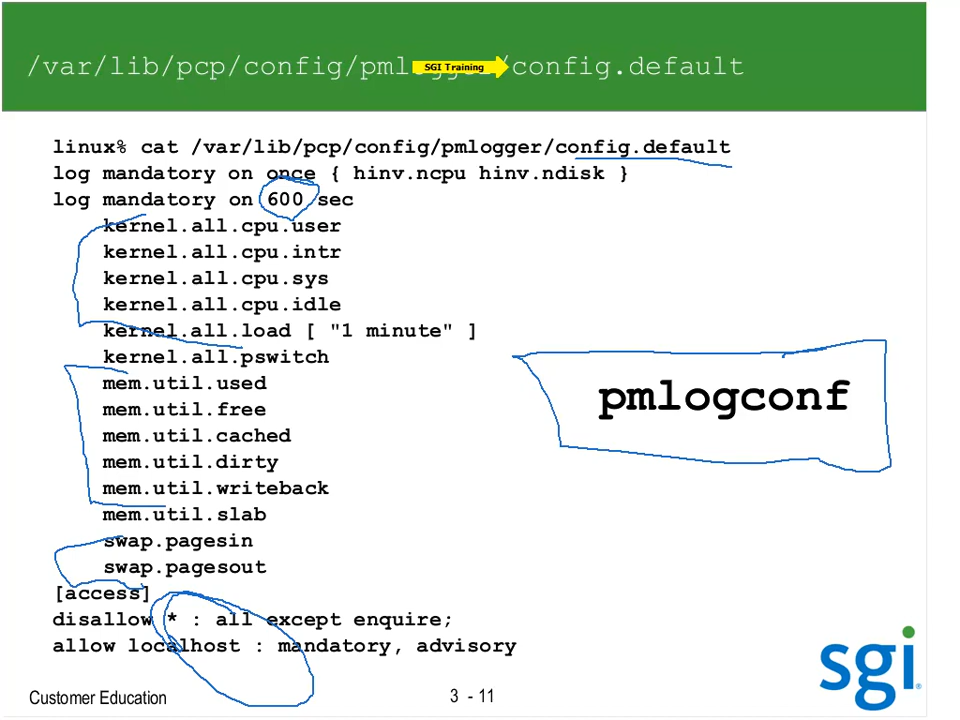 /var/lib/pcp/config/pmlogger/config.default
SGI Training
linux% cat /var/lib/pcp/config/pmlogger/config.default
log mandatory on once { hinv.ncpu hinv.ndisk }
log mandatory on 600 sec
kernel.all.cpu.user
kernel.all.cpu.intr
kernel.all.cpu.sys
kernel.all.cpu.idle
kernel.all.load [ "1 minute" ]
kernel.all.pswitch
mem.util.used
mem.util.free
mem.util.cached
mem.util.dirty
mem.util.writeback
mem.util.slab
swap.pagesin
swap.pagesout
[access]
disallow * : all except enquire;
allow localhost : mandatory, advisory
pmlogconf
Customer Education
3 - 11
sgi